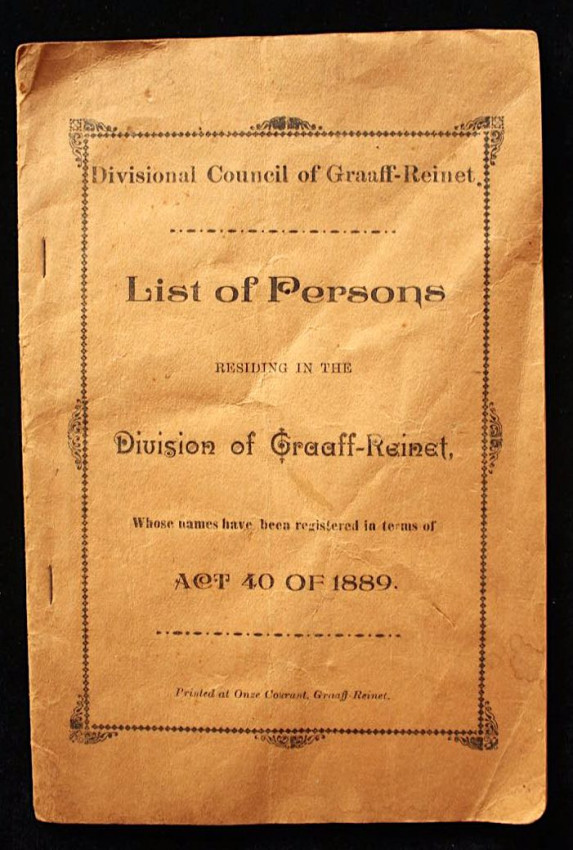 Divisional Council of Graaff-Reinet.
List of Persons
RESIDING IN THE
Division of Graaff-Reinet,
Whose names have been registered in terms of
ACT 40 OF 1889.
Printed at Onze Courant, Graaff-Reinet.